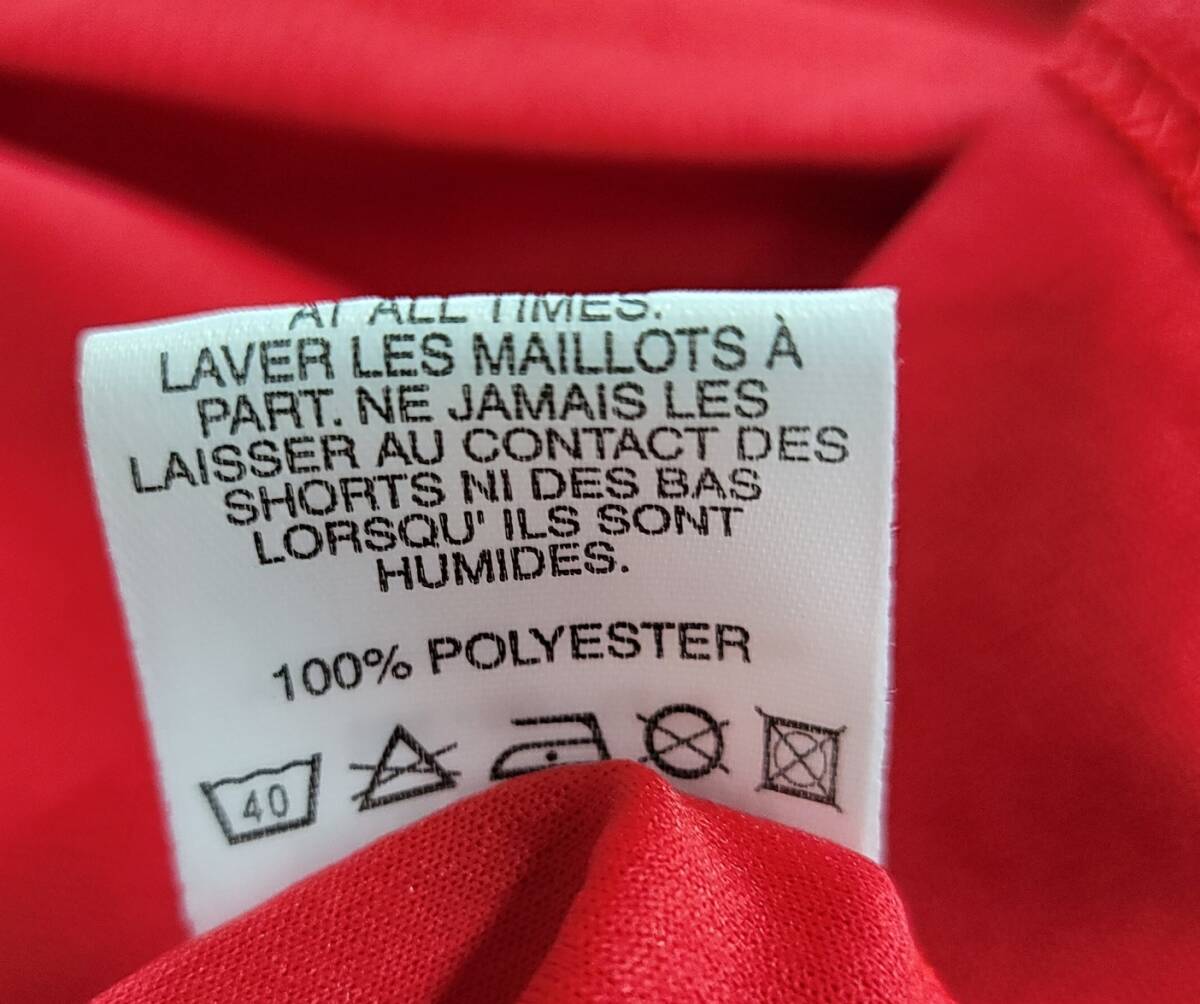 AT ALL TIMES.
LAVER LES MAILLOTS À
PART. NE JAMAIS LES
LAISSER AU CONTACT DES
SHORTS NI DES BAS
LORSQU' ILS SONT
HUMIDES.
100% POLYESTER
40